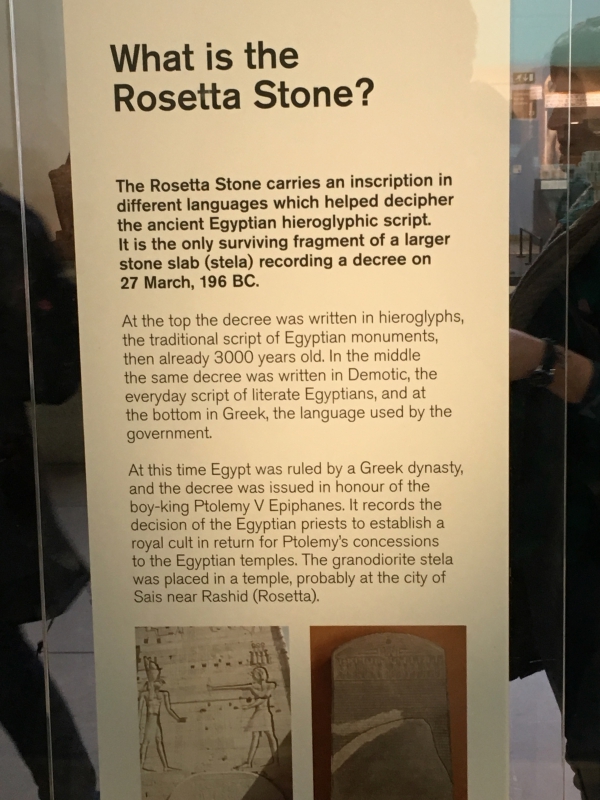 What is the
Rosetta Stone?
The Rosetta Stone carries an inscription in
different languages which helped decipher
the ancient Egyptian hieroglyphic script.
It is the only surviving fragment of a larger
stone slab (stela) recording a decree on
27 March, 196 BC.
At the top the decree was written in hieroglyphs,
the traditional script of Egyptian monuments,
then already 3000 years old. In the middle
the same decree was written in Demotic, the
everyday script of literate Egyptians, and at
the bottom in Greek, the language used by the
government.
At this time Egypt was ruled by a Greek dynasty,
and the decree was issued in honour of the
boy-king Ptolemy V Epiphanes. It records the
decision of the Egyptian priests to establish a
royal cult in return for Ptolemy's concessions
to the Egyptian temples. The granodiorite stela
was placed in a temple, probably at the city of
Sais near Rashid (Rosetta).